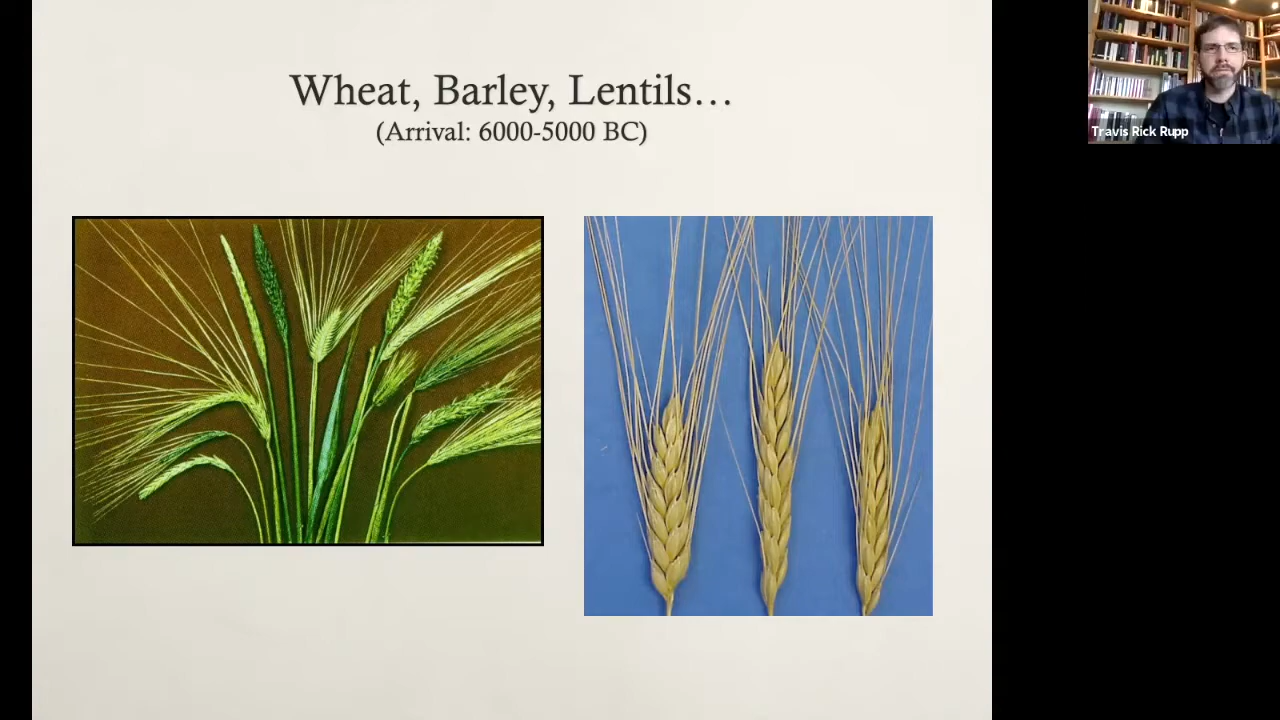 Wheat, Barley, Lentils…
(Arrival: 6000-5000 BC)
Travis Rick Rupp